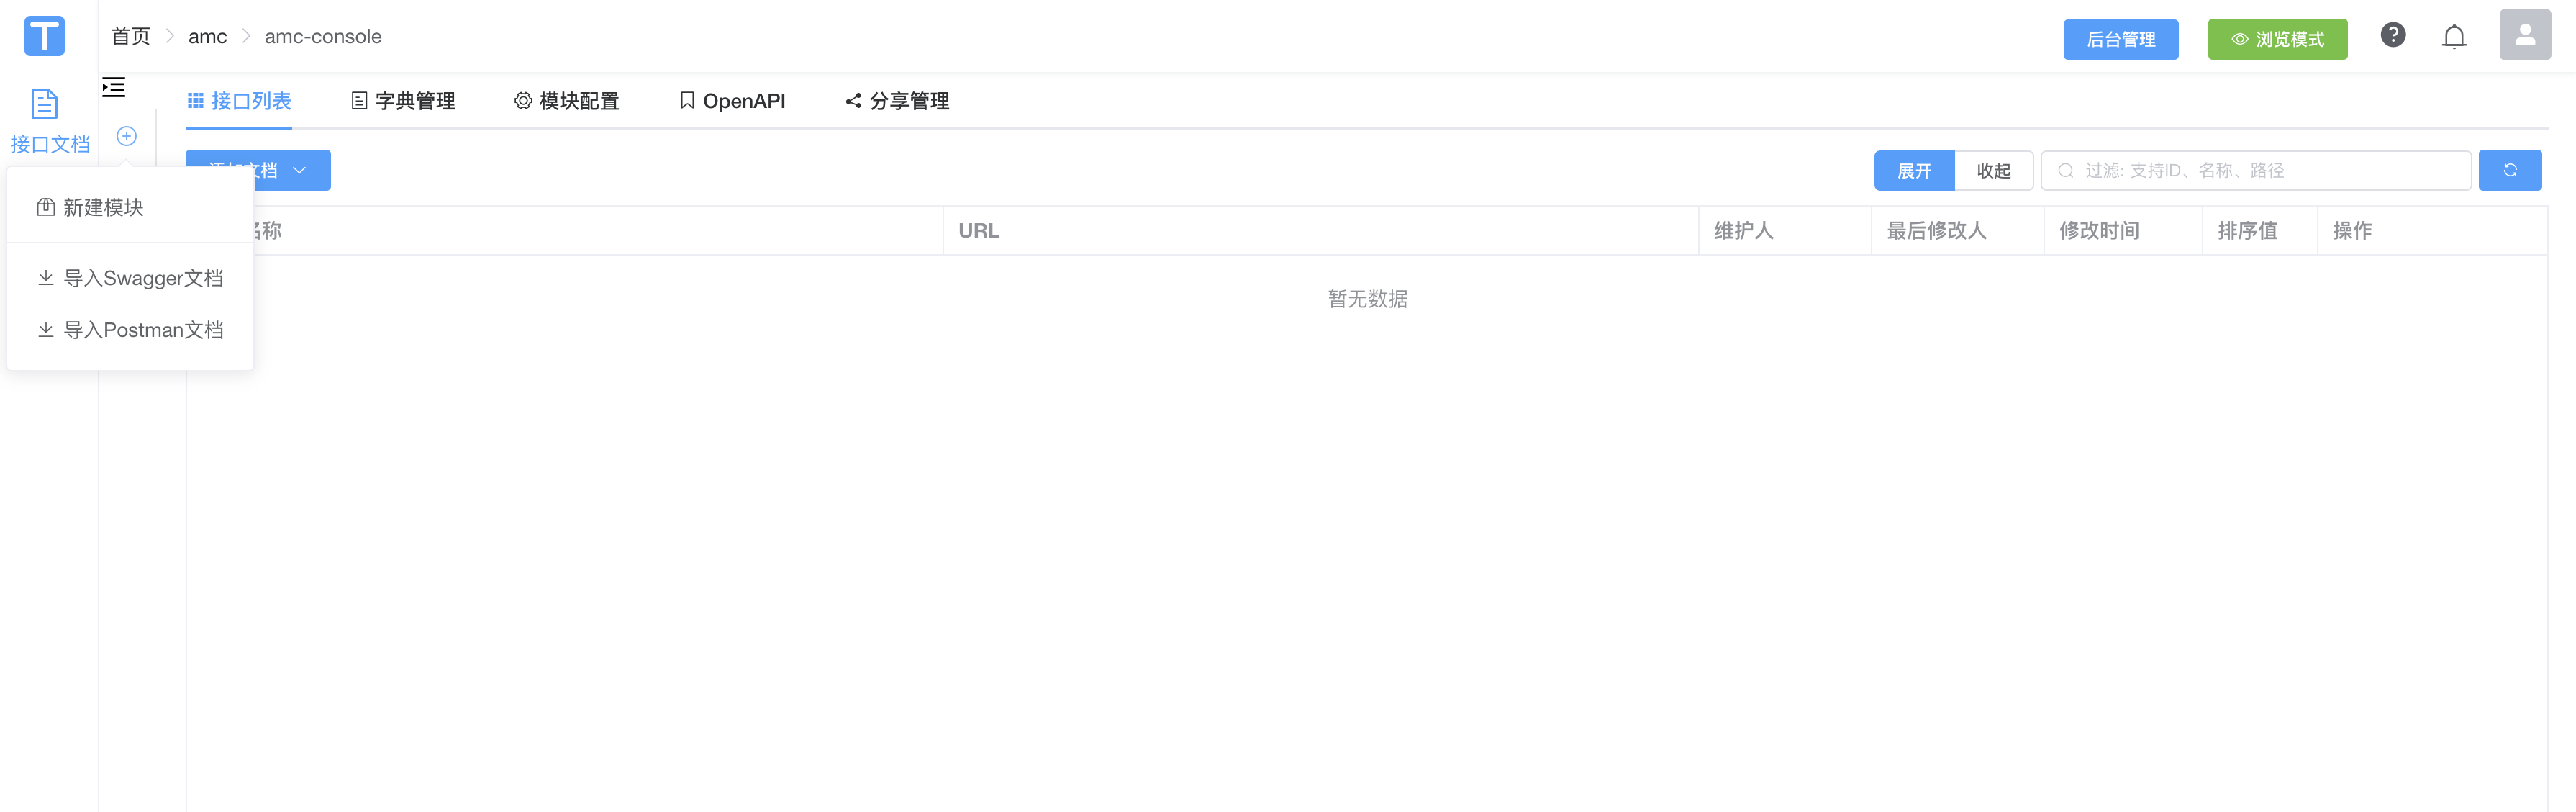 T
首页 > amc > amc-console
后台管理
浏览模式
接口文档
接口列表
字典管理
模块配置
OpenAPI
分享管理
文档
展开
收起
过滤: 支持ID、名称、路径
新建模块
导入Swagger文档
导入Postman文档
名称
URL
维护人
最后修改人
修改时间
排序值
操作
暂无数据